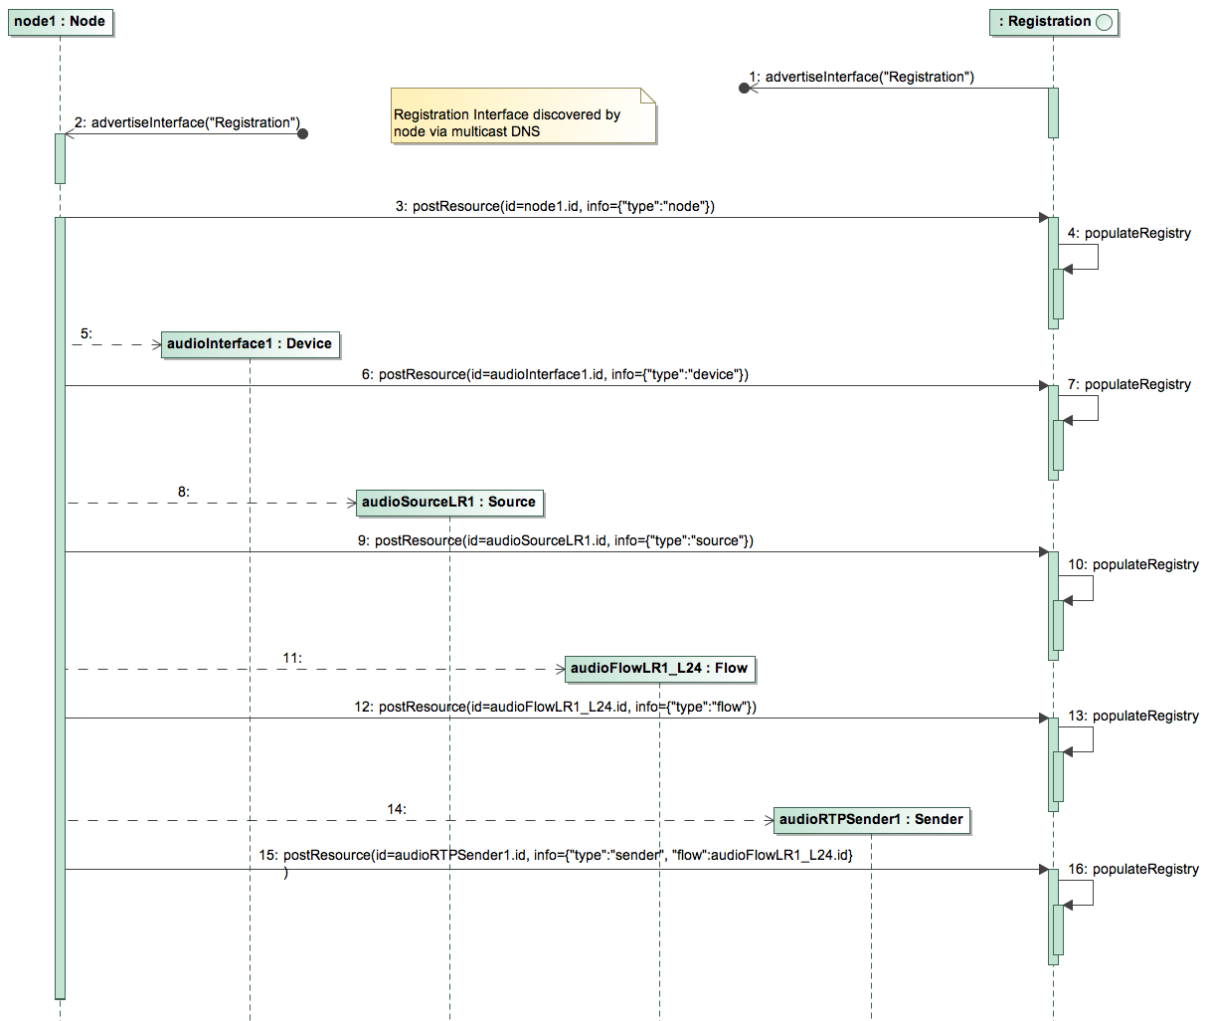 node1 : Node
: Registration
1: advertiseInterface("Registration")
Registration Interface discovered by
node via multicast DNS
2: advertiseInterface("Registration")
3: postResource(id=node1.id, info={"type":"node"})
4: populateRegistry
5:
audioInterface1 : Device
6: postResource(id=audioInterface1.id, info={"type":"device"})
7: populateRegistry
8:
audioSourceLR1 : Source
9: postResource(id=audioSourceLR1.id, info={"type":"source"})
10: populateRegistry
11:
audioFlowLR1_L24 : Flow
12: postResource(id=audioFlowLR1_L24.id, info={"type":"flow"})
13: populateRegistry
14:
audioRTPSender1 : Sender
15: postResource(id=audioRTPSender1.id, info={"type":"sender", "flow":audioFlowLR1_L24.id}
)
16: populateRegistry